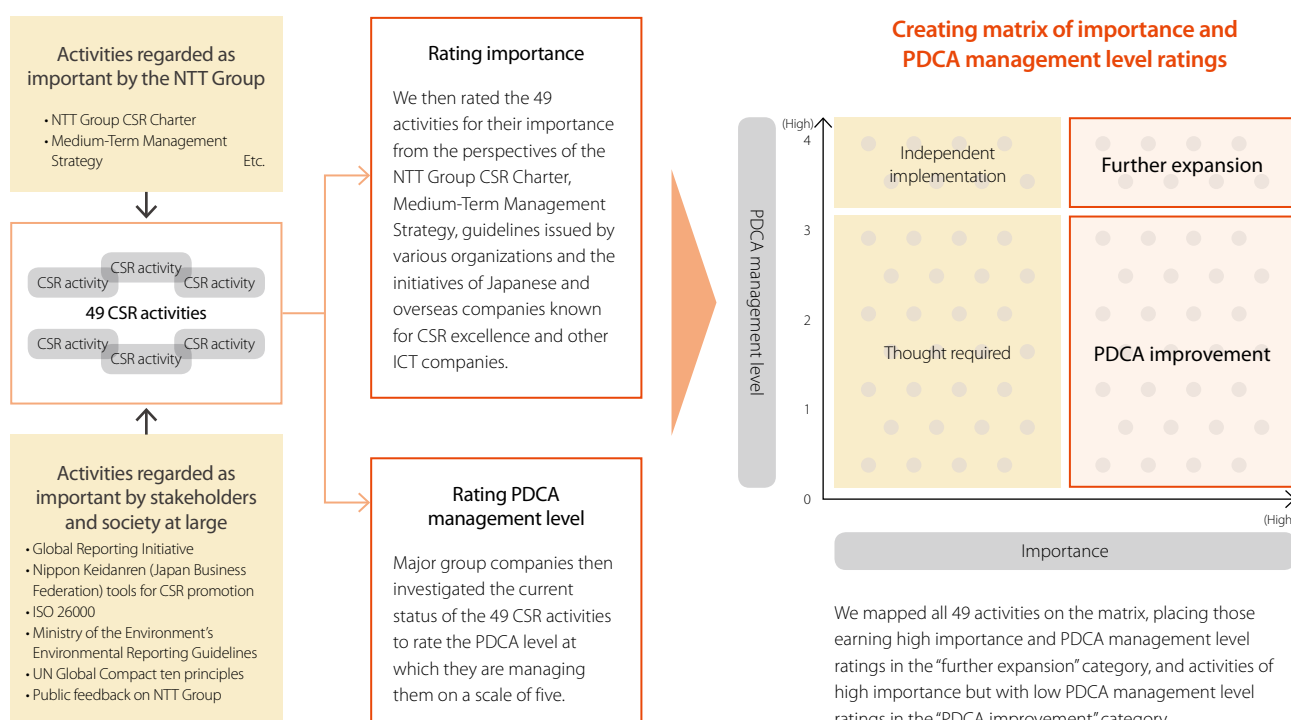 Activities regarded as
important by the NTT Group
• NTT Group CSR Charter
• Medium-Term Management
Strategy Etc.
CSR activity
CSR activity
CSR activity
49 CSR activities
CSR activity
CSR activity
CSR activity
Activities regarded as
important by stakeholders
and society at large
• Global Reporting Initiative
• Nippon Keidanren (Japan Business
Federation) tools for CSR promotion
• ISO 26000
• Ministry of the Environment’s
Environmental Reporting Guidelines
• UN Global Compact ten principles
• Public feedback on NTT Group
Rating importance
We then rated the 49
activities for their importance
from the perspectives of the
NTT Group CSR Charter,
Medium-Term Management
Strategy, guidelines issued by
various organizations and the
initiatives of Japanese and
overseas companies known
for CSR excellence and other
ICT companies.
Rating PDCA
management level
Major group companies then
investigated the current
status of the 49 CSR activities
to rate the PDCA level at
which they are managing
them on a scale of five.
Creating matrix of importance and
PDCA management level ratings
PDCA management level
(High)
4
3
2
1
0
Independent
implementation
Further expansion
Thought required
PDCA improvement
(High
Importance
We mapped all 49 activities on the matrix, placing those
earning high importance and PDCA management level
ratings in the “further expansion” category, and activities of
high importance but with low PDCA management level
ratings in the “PDCA improvement” category.